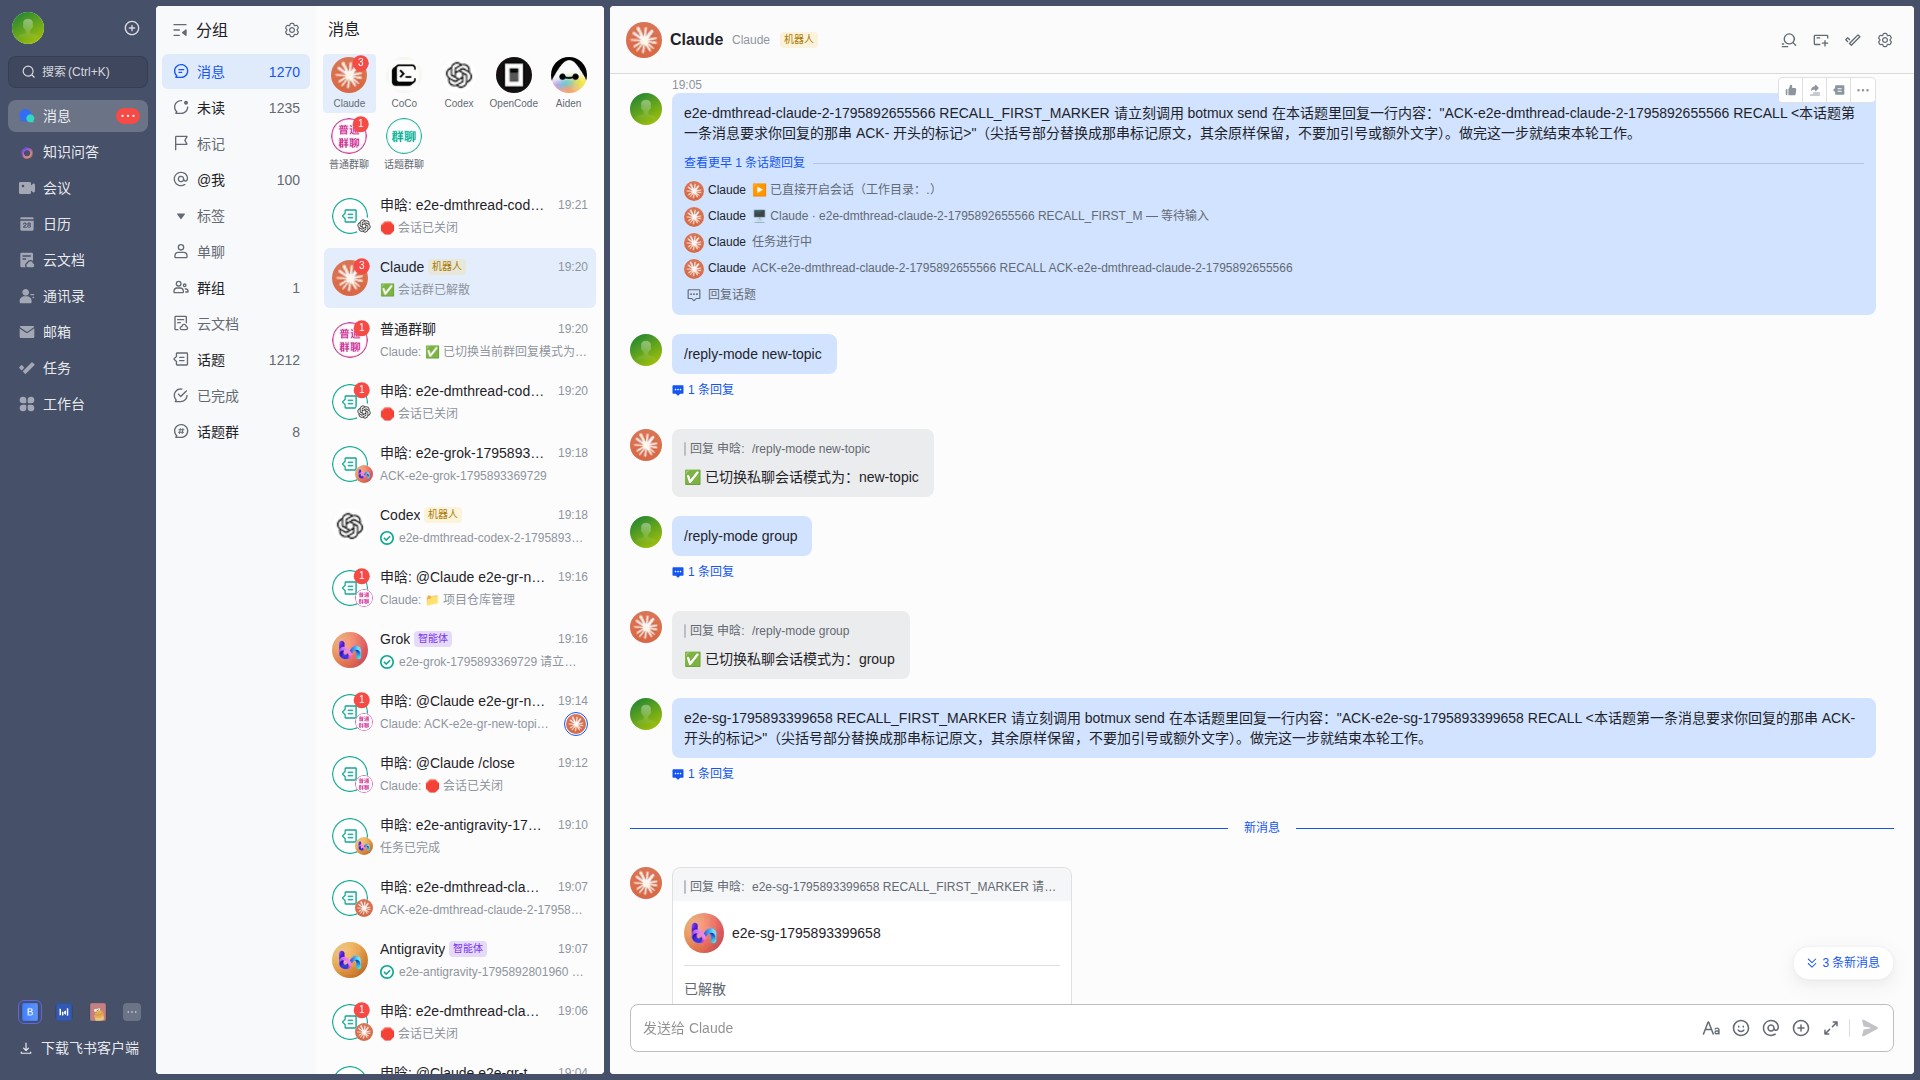 搜索 (Ctrl+K)
消息
知识问答
会议
日历
云文档
通讯录
邮箱
任务
工作台
下载飞书客户端
分组
消息 1270
未读 1235
标记
@我 100
标签
单聊
群组 1
云文档
话题 1212
已完成
话题群 8
消息
3
Claude CoCo Codex OpenCode Aiden
1
普通群聊 话题群聊
申晗: e2e-dmthread-cod… 19:21
会话已关闭
3
Claude 机器人 19:20
✅ 会话群已解散
1
普通群聊 19:20
Claude: ✅ 已切换当前群回复模式为…
1
申晗: e2e-dmthread-cod… 19:20
会话已关闭
申晗: e2e-grok-1795893… 19:18
ACK-e2e-grok-1795893369729
Codex 机器人 19:18
e2e-dmthread-codex-2-1795893…
1
申晗: @Claude e2e-gr-n… 19:16
Claude: 📁 项目仓库管理
Grok 智能体 19:16
e2e-grok-1795893369729 请立…
1
申晗: @Claude e2e-gr-n… 19:14
Claude: ACK-e2e-gr-new-topi…
申晗: @Claude /close 19:12
Claude: 会话已关闭
申晗: e2e-antigravity-17… 19:10
任务已完成
申晗: e2e-dmthread-cla… 19:07
ACK-e2e-dmthread-claude-2-17958…
Antigravity 智能体 19:07
e2e-antigravity-1795892801960 …
1
申晗: e2e-dmthread-cla… 19:06
会话已关闭
申晗: @Claude e2e-gr-t… 19:04
Claude Claude 机器人
19:05
e2e-dmthread-claude-2-1795892655566 RECALL_FIRST_MARKER 请立刻调用 botmux send 在本话题里回复一行内容："ACK-e2e-dmthread-claude-2-1795892655566 RECALL <本话题第
一条消息要求你回复的那串 ACK- 开头的标记>"（尖括号部分替换成那串标记原文，其余原样保留，不要加引号或额外文字）。做完这一步就结束本轮工作。
查看更早 1 条话题回复
Claude ▶️ 已直接开启会话（工作目录：.）
Claude 🖥️ Claude · e2e-dmthread-claude-2-1795892655566 RECALL_FIRST_M — 等待输入
Claude 任务进行中
Claude ACK-e2e-dmthread-claude-2-1795892655566 RECALL ACK-e2e-dmthread-claude-2-1795892655566
回复话题
/reply-mode new-topic
1 条回复
回复 申晗： /reply-mode new-topic
✅ 已切换私聊会话模式为：new-topic
/reply-mode group
1 条回复
回复 申晗： /reply-mode group
✅ 已切换私聊会话模式为：group
e2e-sg-1795893399658 RECALL_FIRST_MARKER 请立刻调用 botmux send 在本话题里回复一行内容："ACK-e2e-sg-1795893399658 RECALL <本话题第一条消息要求你回复的那串 ACK-
开头的标记>"（尖括号部分替换成那串标记原文，其余原样保留，不要加引号或额外文字）。做完这一步就结束本轮工作。
1 条回复
新消息
回复 申晗： e2e-sg-1795893399658 RECALL_FIRST_MARKER 请…
e2e-sg-1795893399658
已解散
3 条新消息
发送给 Claude